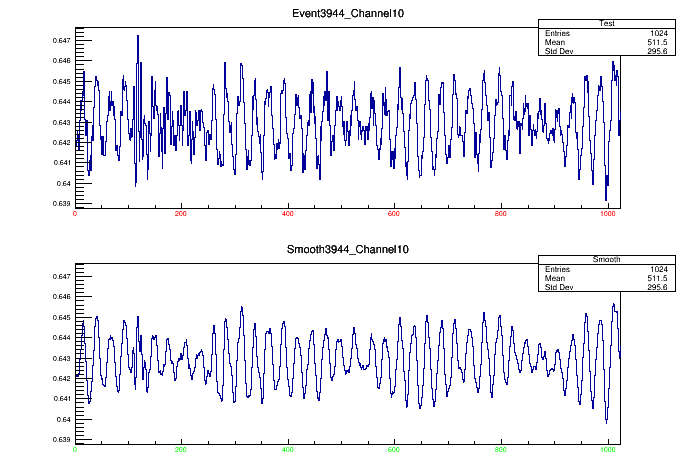 Event3944_Channel10
Test
Entries 1024
Mean 511.5
Std Dev 295.6
0.647
0.646
0.645
0.644
0.643
0.642
0.641
0.64
0.639
0 200 400 600 800 1000
Smooth3944_Channel10
Smooth
Entries 1024
Mean 511.5
Std Dev 295.6
0.647
0.646
0.645
0.644
0.643
0.642
0.641
0.64
0.639
0 200 400 600 800 1000